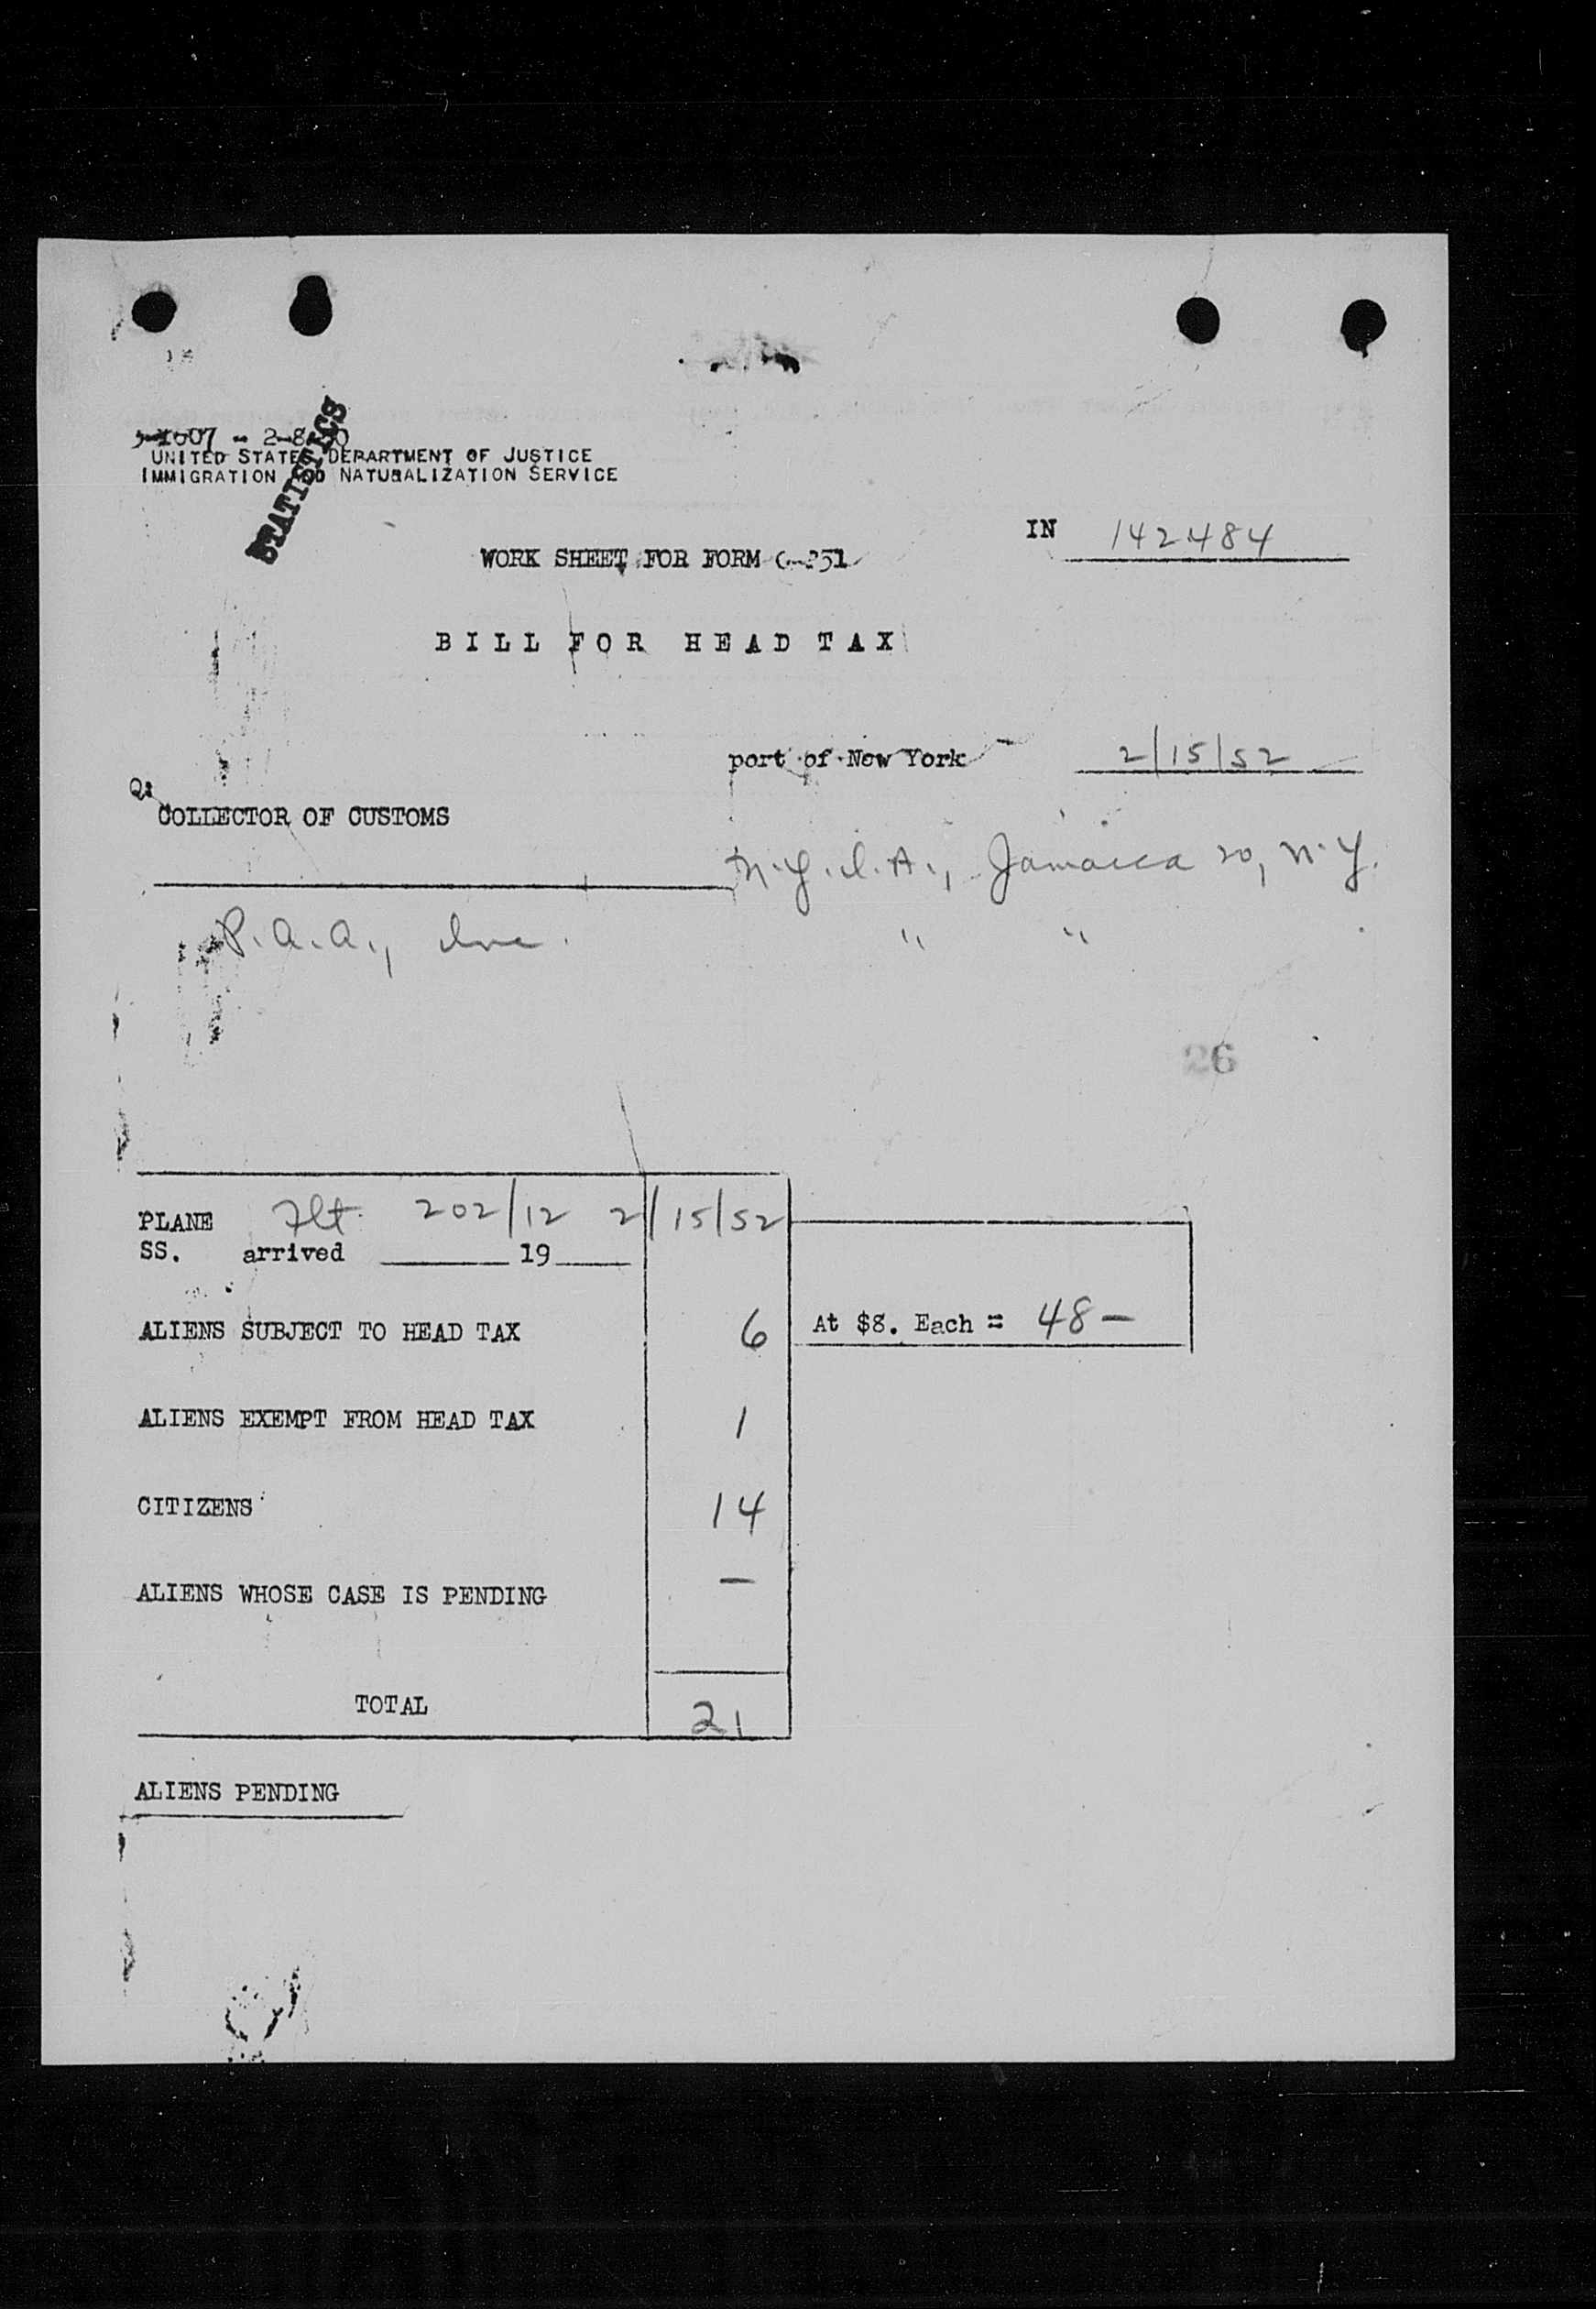 STATISTICS
UNITED STATES DEPARTMENT OF JUSTICE
IMMIGRATION AND NATURALIZATION SERVICE
IN 142484
WORK SHEET FOR FORM
BILL FOR HEAD TAX
port of New York 2/15/52
COLLECTOR OF CUSTOMS
N.Y.I.A., Jamaica 20, N.Y.
P.A.A., Inc. " "
26
PLANE Flt. 202/12 2/15/52
SS. arrived 19
ALIENS SUBJECT TO HEAD TAX 6 At $8. Each = 48-
ALIENS EXEMPT FROM HEAD TAX 1
CITIZENS 14
ALIENS WHOSE CASE IS PENDING -
TOTAL 21
ALIENS PENDING